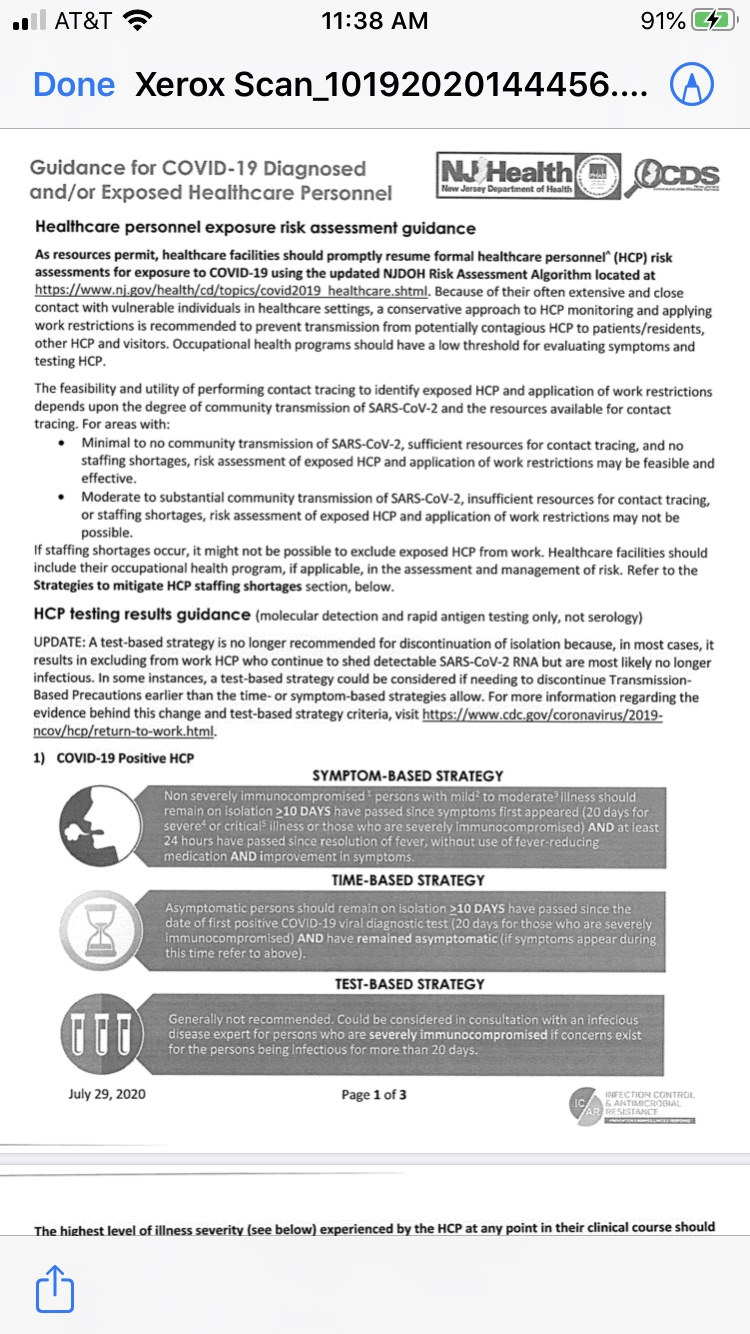 AT&T 11:38 AM 91%
Done Xerox Scan_10192020144456....
Guidance for COVID-19 Diagnosed
and/or Exposed Healthcare Personnel
NJ Health
New Jersey Department of Health
CDS
Healthcare personnel exposure risk assessment guidance
As resources permit, healthcare facilities should promptly resume formal healthcare personnel^ (HCP) risk
assessments for exposure to COVID-19 using the updated NJDOH Risk Assessment Algorithm located at
https://www.nj.gov/health/cd/topics/covid2019_healthcare.shtml. Because of their often extensive and close
contact with vulnerable individuals in healthcare settings, a conservative approach to HCP monitoring and applying
work restrictions is recommended to prevent transmission from potentially contagious HCP to patients/residents,
other HCP and visitors. Occupational health programs should have a low threshold for evaluating symptoms and
testing HCP.
The feasibility and utility of performing contact tracing to identify exposed HCP and application of work restrictions
depends upon the degree of community transmission of SARS-CoV-2 and the resources available for contact
tracing. For areas with:
• Minimal to no community transmission of SARS-CoV-2, sufficient resources for contact tracing, and no
staffing shortages, risk assessment of exposed HCP and application of work restrictions may be feasible and
effective.
• Moderate to substantial community transmission of SARS-CoV-2, insufficient resources for contact tracing,
or staffing shortages, risk assessment of exposed HCP and application of work restrictions may not be
possible.
If staffing shortages occur, it might not be possible to exclude exposed HCP from work. Healthcare facilities should
include their occupational health program, if applicable, in the assessment and management of risk. Refer to the
Strategies to mitigate HCP staffing shortages section, below.
HCP testing results guidance (molecular detection and rapid antigen testing only, not serology)
UPDATE: A test-based strategy is no longer recommended for discontinuation of isolation because, in most cases, it
results in excluding from work HCP who continue to shed detectable SARS-CoV-2 RNA but are most likely no longer
infectious. In some instances, a test-based strategy could be considered if needing to discontinue Transmission-
Based Precautions earlier than the time- or symptom-based strategies allow. For more information regarding the
evidence behind this change and test-based strategy criteria, visit https://www.cdc.gov/coronavirus/2019-
ncov/hcp/return-to-work.html.
1) COVID-19 Positive HCP
SYMPTOM-BASED STRATEGY
Non severely immunocompromised¹ persons with mild² to moderate³ illness should
remain on isolation ≥10 DAYS have passed since symptoms first appeared (20 days for
severe⁴ or critical⁵ illness or those who are severely immunocompromised) AND at least
24 hours have passed since resolution of fever, without use of fever-reducing
medication AND improvement in symptoms.
TIME-BASED STRATEGY
Asymptomatic persons should remain on isolation ≥10 DAYS have passed since the
date of first positive COVID-19 viral diagnostic test (20 days for those who are severely
immunocompromised) AND have remained asymptomatic (if symptoms appear during
this time refer to above).
TEST-BASED STRATEGY
Generally not recommended. Could be considered in consultation with an infecious
disease expert for persons who are severely immunocompromised if concerns exist
for the persons being infectious for more than 20 days.
July 29, 2020 Page 1 of 3
IC
AR
INFECTION CONTROL
& ANTIMICROBIAL
RESISTANCE
The highest level of illness severity (see below) experienced by the HCP at any point in their clinical course should